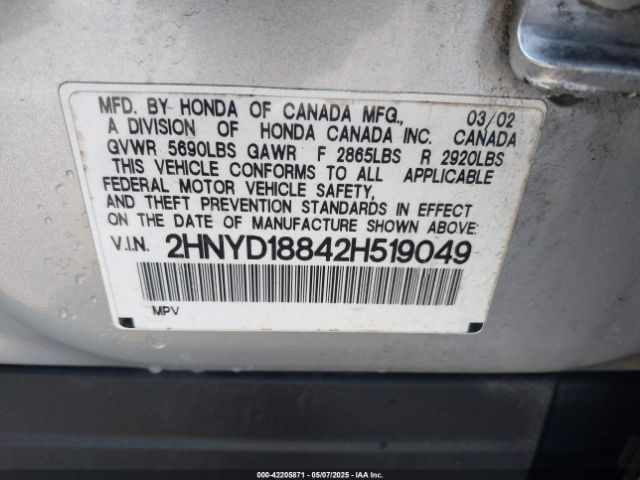 MFD. BY HONDA OF CANADA MFG., 03/02
A DIVISION OF HONDA CANADA INC. CANADA
GVWR 5690LBS GAWR F 2865LBS R 2920LBS
THIS VEHICLE CONFORMS TO ALL APPLICABLE
FEDERAL MOTOR VEHICLE SAFETY,
AND THEFT PREVENTION STANDARDS IN EFFECT
ON THE DATE OF MANUFACTURE SHOWN ABOVE.
V.I.N. 2HNYD18842H519049
MPV
000-42205871 - 05/07/2025 - IAA Inc.